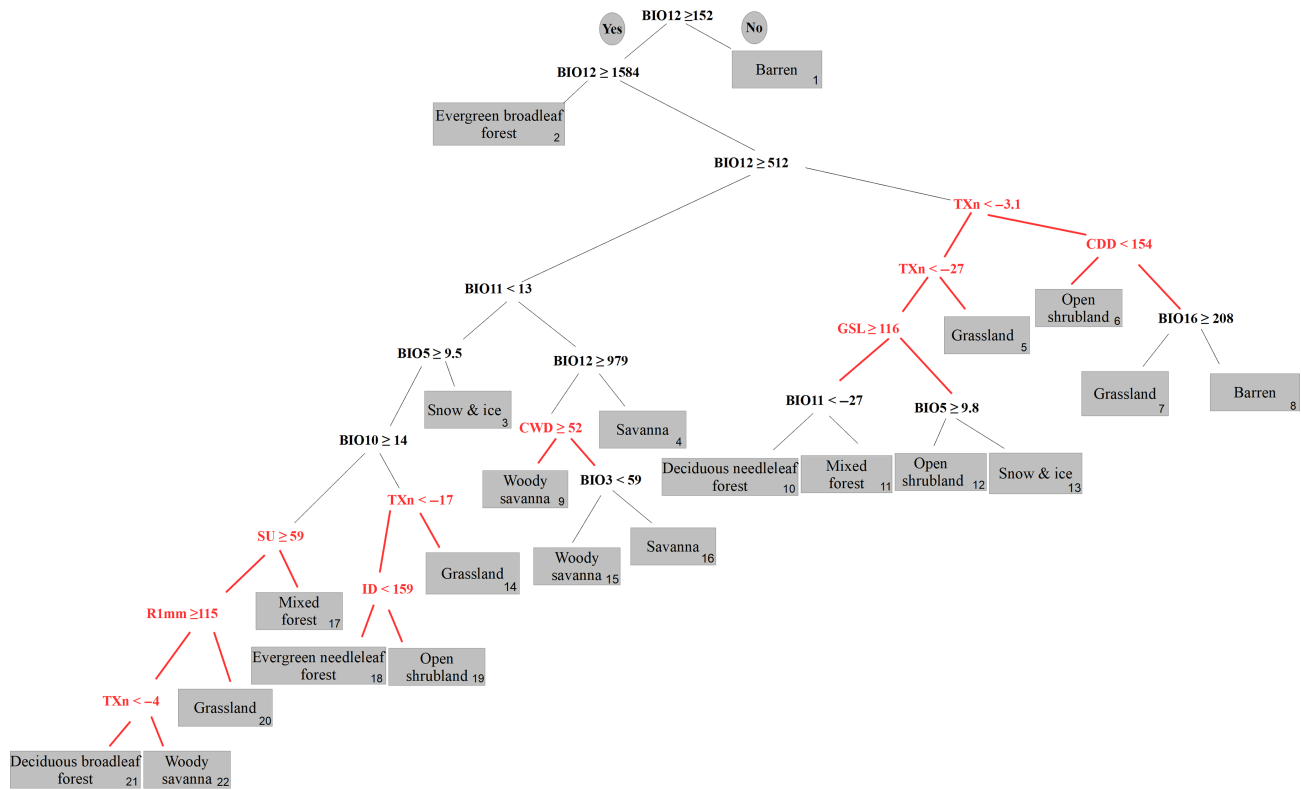 BIO12 ≥152
Yes
No
BIO12 ≥ 1584
Barren
1
Evergreen broadleaf
forest
2
BIO12 ≥ 512
TXn < −3.1
CDD < 154
TXn < −27
BIO11 < 13
Open
shrubland
6
BIO16 ≥ 208
GSL ≥ 116
Grassland
5
BIO5 ≥ 9.5
BIO12 ≥ 979
Grassland
7
Barren
8
Snow & ice
3
BIO11 < −27
BIO5 ≥ 9.8
Savanna
4
CWD ≥ 52
BIO10 ≥ 14
Deciduous needleleaf
forest
10
Mixed
forest
11
Open
shrubland
12
Snow & ice
13
Woody
savanna
9
BIO3 < 59
TXn < −17
SU ≥ 59
Savanna
16
Woody
savanna
15
Grassland
14
ID < 159
Mixed
forest
17
R1mm ≥115
Evergreen needleleaf
forest
18
Open
shrubland
19
TXn < −4
Grassland
20
Deciduous broadleaf
forest
21
Woody
savanna
22